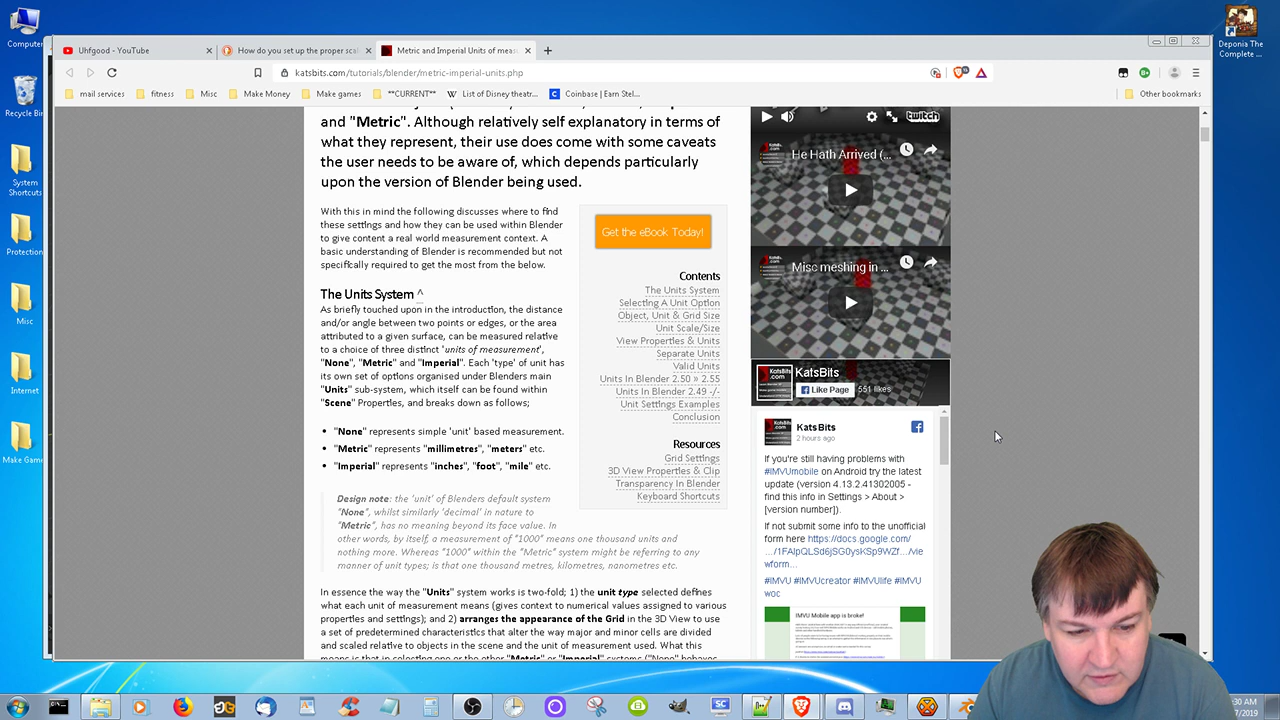 Computer
Recycle Bin
System
Shortcuts
Protection
Misc
Internet
Make Games
Deponia The
Complete ...
Uhfgood - YouTube
How do you set up the proper scal
Metric and Imperial Units of meas
katsbits.com/tutorials/blender/metric-imperial-units.php
mail services
fitness
Misc
Make Money
Make games
**CURRENT**
List of Disney theatr...
Coinbase | Earn Stel...
Other bookmarks
and "Metric". Although relatively self explanatory in terms of
what they represent, their use does come with some caveats
the user needs to be aware of, which depends particularly
upon the version of Blender being used.
With this in mind the following discusses where to find
these settings and how they can be used within Blender
to give content a real world measurement context. A
basic understanding of Blender is recommended but not
specifically required to get the most from the below.
The Units System ^
As briefly touched upon in the introduction, the distance
and/or angle between two points or edges, or the area
attributed to a given surface, can be measured relative
to a choice of three distinct 'units of measurement',
"None", "Metric" and "Imperial". Each 'type' of unit has
its own set of options organised under Blenders main
"Units" sub-system, which itself can be found within
"Scene" Properties, and breaks down as follows;
• "None" represents simple 'unit' based measurement.
• "Metric" represents "millimetres", "meters" etc.
• "Imperial" represents "inches", "foot", "mile" etc.
Design note: the 'unit' of Blenders default system
"None", whilst similarly 'decimal' in nature to
"Metric", has no meaning beyond its face value. In
other words, by itself, a measurement of "1000" means one thousand units and
nothing more. Whereas "1000" within the "Metric" system might be referring to any
manner of unit types; is that one thousand metres, kilometres, nanometres etc.
In essence the way the "Units" system works is two-fold; 1) the unit type selected defines
what each unit of measurement means (gives context to numerical values assigned to various
properties and settings); and 2) arranges the appearance of the Grid in the 3D View to use
a set of predetermined characteristics that alter the way major and minor cells are divided
and scaled relative to objects in the scene and the unit of measurement used. What this
Get the eBook Today!
Contents
The Units System
Selecting A Unit Option
Object, Unit & Grid Size
Unit Scale/Size
View Properties & Units
Separate Units
Valid Units
Units In Blender 2.50 » 2.55
Units In Blender 2.49 -/-
Unit Settings Examples
Conclusion
Resources
Grid Settings
3D View Properties & Clip
Transparency In Blender
Keyboard Shortcuts
twitch
He Hath Arrived (...
Misc meshing in ...
KatsBits
Like Page
551 likes
KatsBits
2 hours ago
If you're still having problems with
#IMVUmobile on Android try the latest
update (version 4.13.2.41302005 -
find this info in Settings > About >
[version number]).
If not submit some info to the unofficial
form here https://docs.google.com/
…/1FAIpQLSd6jSG0ysKSp9WZf…/vie
wform...
#IMVU #IMVUcreator #IMVUlife #IMVU
woc
IMVU Mobile app is broke!
SC
:30 AM
7/2019